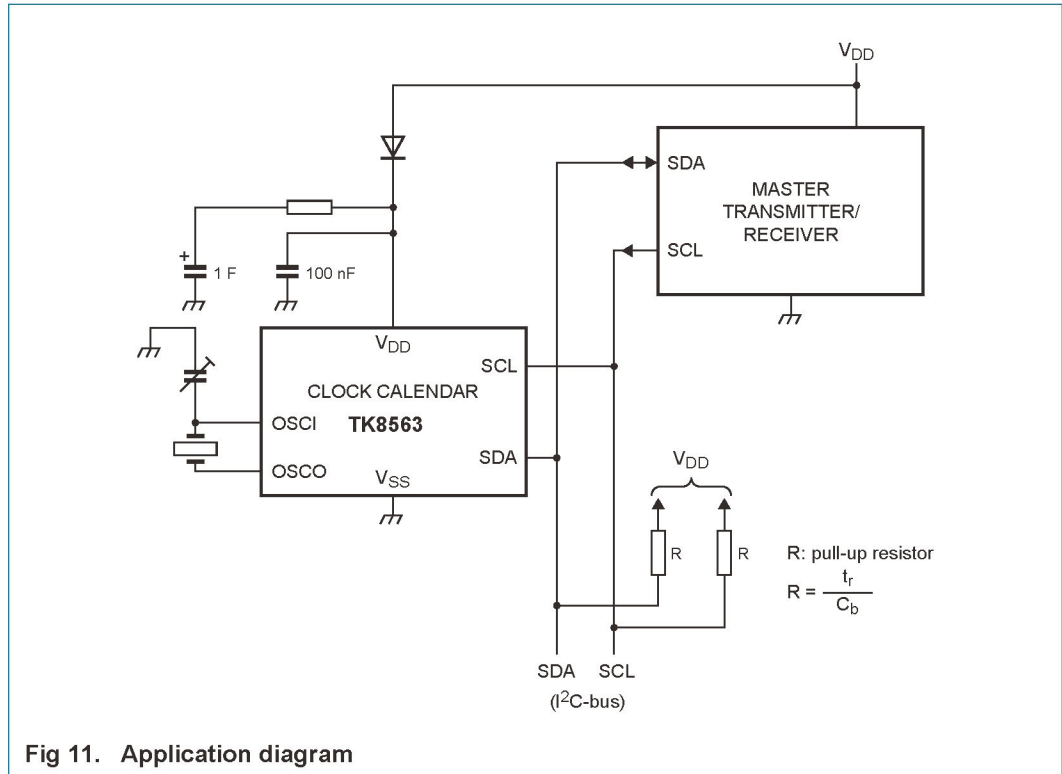 V_DD
SDA
MASTER
TRANSMITTER/
RECEIVER
SCL
+
1 F
100 nF
V_DD
SCL
CLOCK CALENDAR
OSCI
TK8563
SDA
OSCO
V_SS
V_DD
R
R
R: pull-up resistor
R = t_r / C_b
SDA SCL
(I²C-bus)
Fig 11. Application diagram